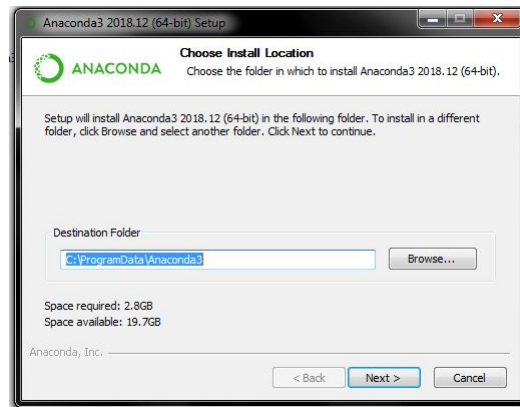 Anaconda3 2018.12 (64-bit) Setup
ANACONDA
Choose Install Location
Choose the folder in which to install Anaconda3 2018.12 (64-bit).
Setup will install Anaconda3 2018.12 (64-bit) in the following folder. To install in a different
folder, click Browse and select another folder. Click Next to continue.
Destination Folder
C:\ProgramData\Anaconda3
Browse...
Space required: 2.8GB
Space available: 19.7GB
Anaconda, Inc.
< Back
Next >
Cancel